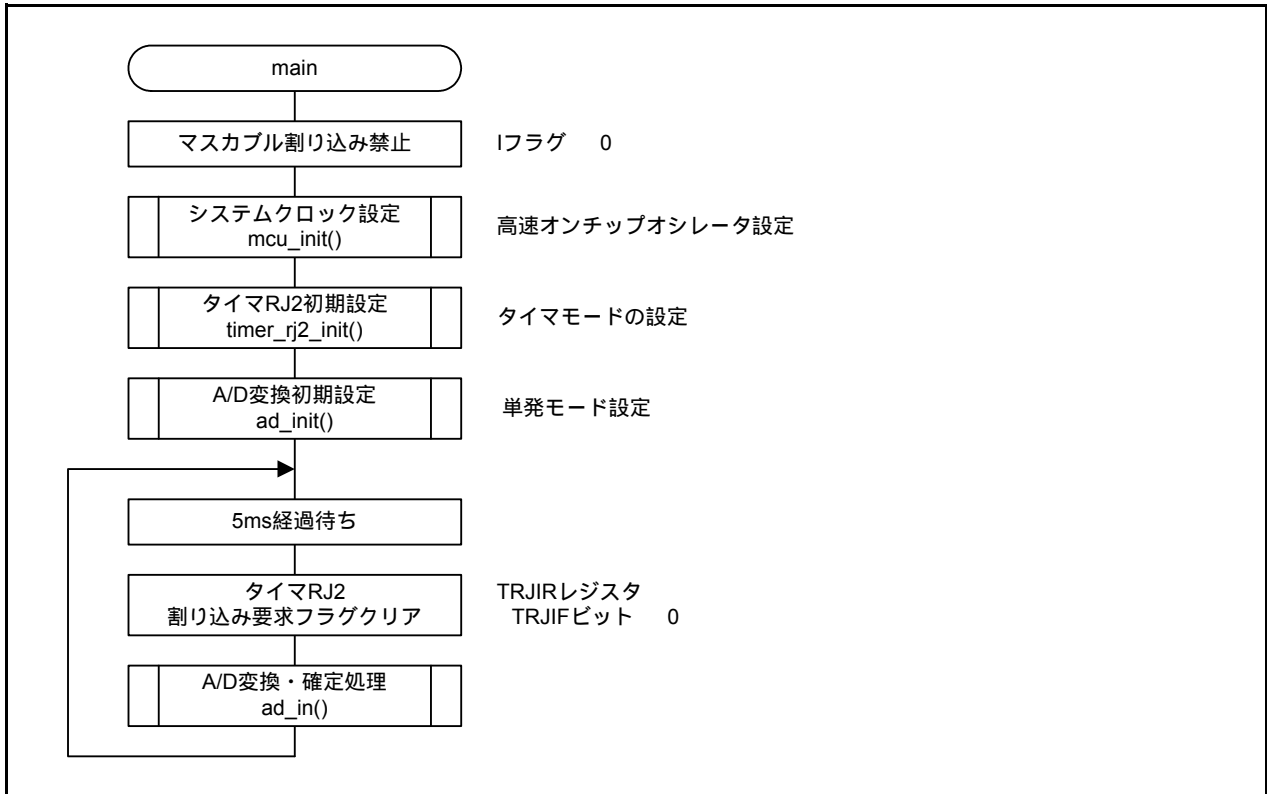 main
マスカブル割り込み禁止
Iフラグ 0
システムクロック設定
mcu_init()
高速オンチップオシレータ設定
タイマRJ2初期設定
timer_rj2_init()
タイマモードの設定
A/D変換初期設定
ad_init()
単発モード設定
5ms経過待ち
タイマRJ2
割り込み要求フラグクリア
TRJIRレジスタ
TRJIFビット 0
A/D変換・確定処理
ad_in()